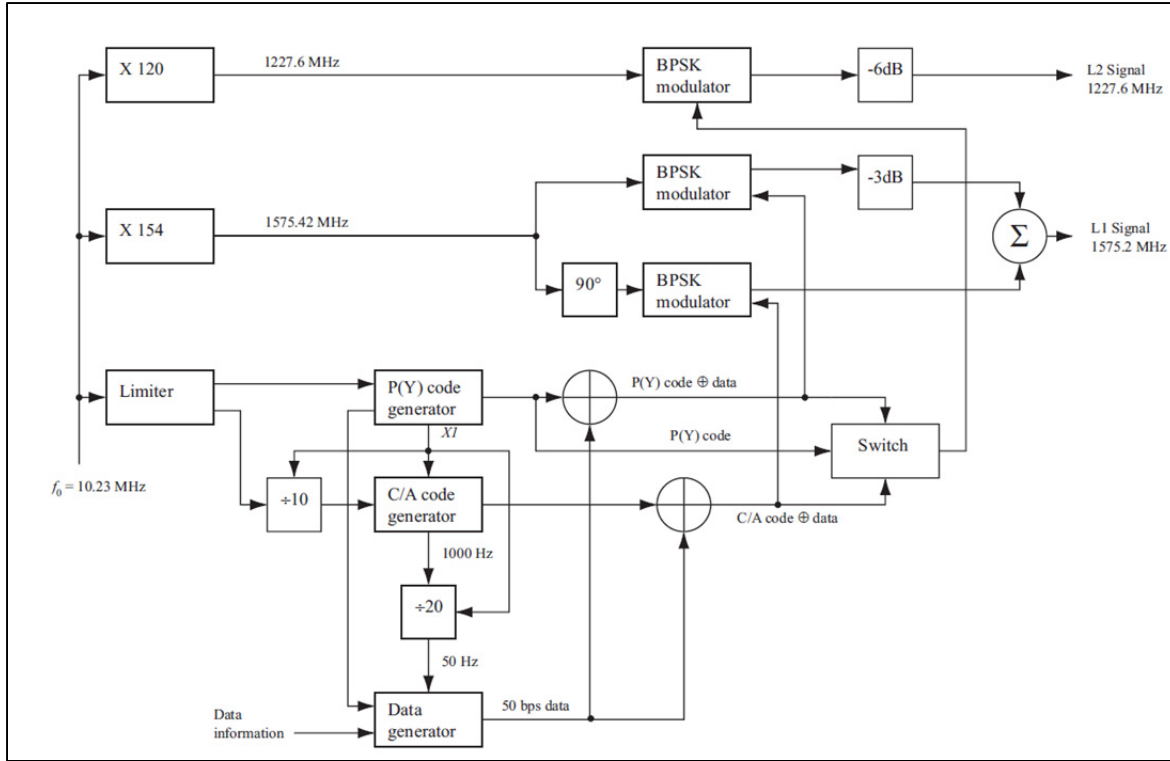 X 120
1227.6 MHz
BPSK
modulator
-6dB
L2 Signal
1227.6 MHz
BPSK
modulator
-3dB
X 154
1575.42 MHz
Σ
L1 Signal
1575.2 MHz
90°
BPSK
modulator
Limiter
P(Y) code
generator
P(Y) code ⊕ data
X1
P(Y) code
Switch
f₀ = 10.23 MHz
÷10
C/A code
generator
C/A code ⊕ data
1000 Hz
÷20
50 Hz
Data
information
Data
generator
50 bps data